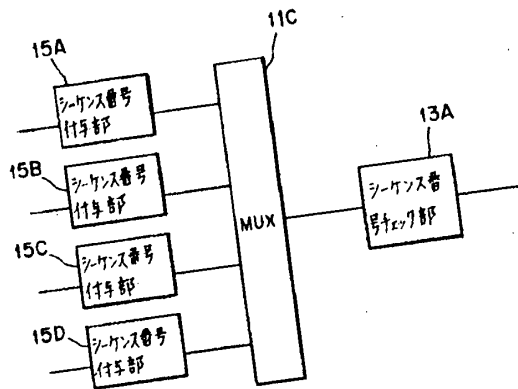 15A
シーケンス番号
付与部
15B
シーケンス番号
付与部
15C
シーケンス番号
付与部
15D
シーケンス番号
付与部
11C
MUX
13A
シーケンス番
号チェック部